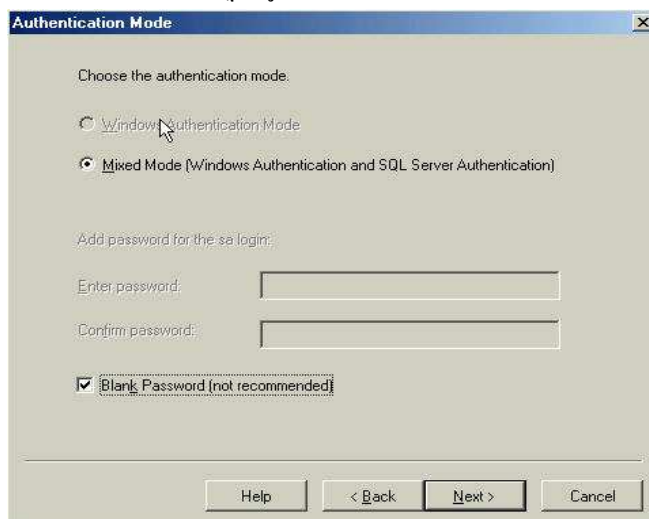 Authentication Mode
Choose the authentication mode.
Windows Authentication Mode
Mixed Mode (Windows Authentication and SQL Server Authentication)
Add password for the sa login:
Enter password:
Confirm password:
Blank Password (not recommended)
Help < Back Next > Cancel